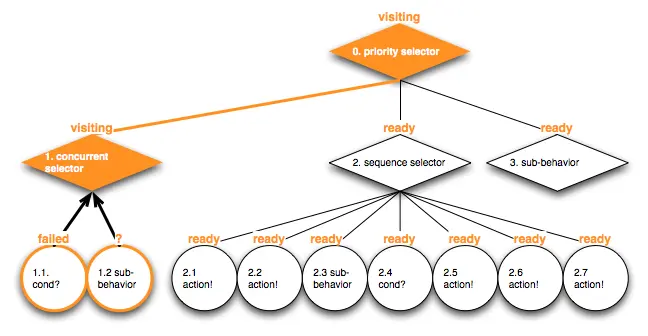 visiting
0. priority selector
visiting
ready
ready
1. concurrent
selector
2. sequence selector
3. sub-behavior
failed
?
ready
ready
ready
ready
ready
ready
ready
1.1.
cond?
1.2 sub-
behavior
2.1
action!
2.2
action!
2.3 sub-
behavior
2.4
cond?
2.5
action!
2.6
action!
2.7
action!